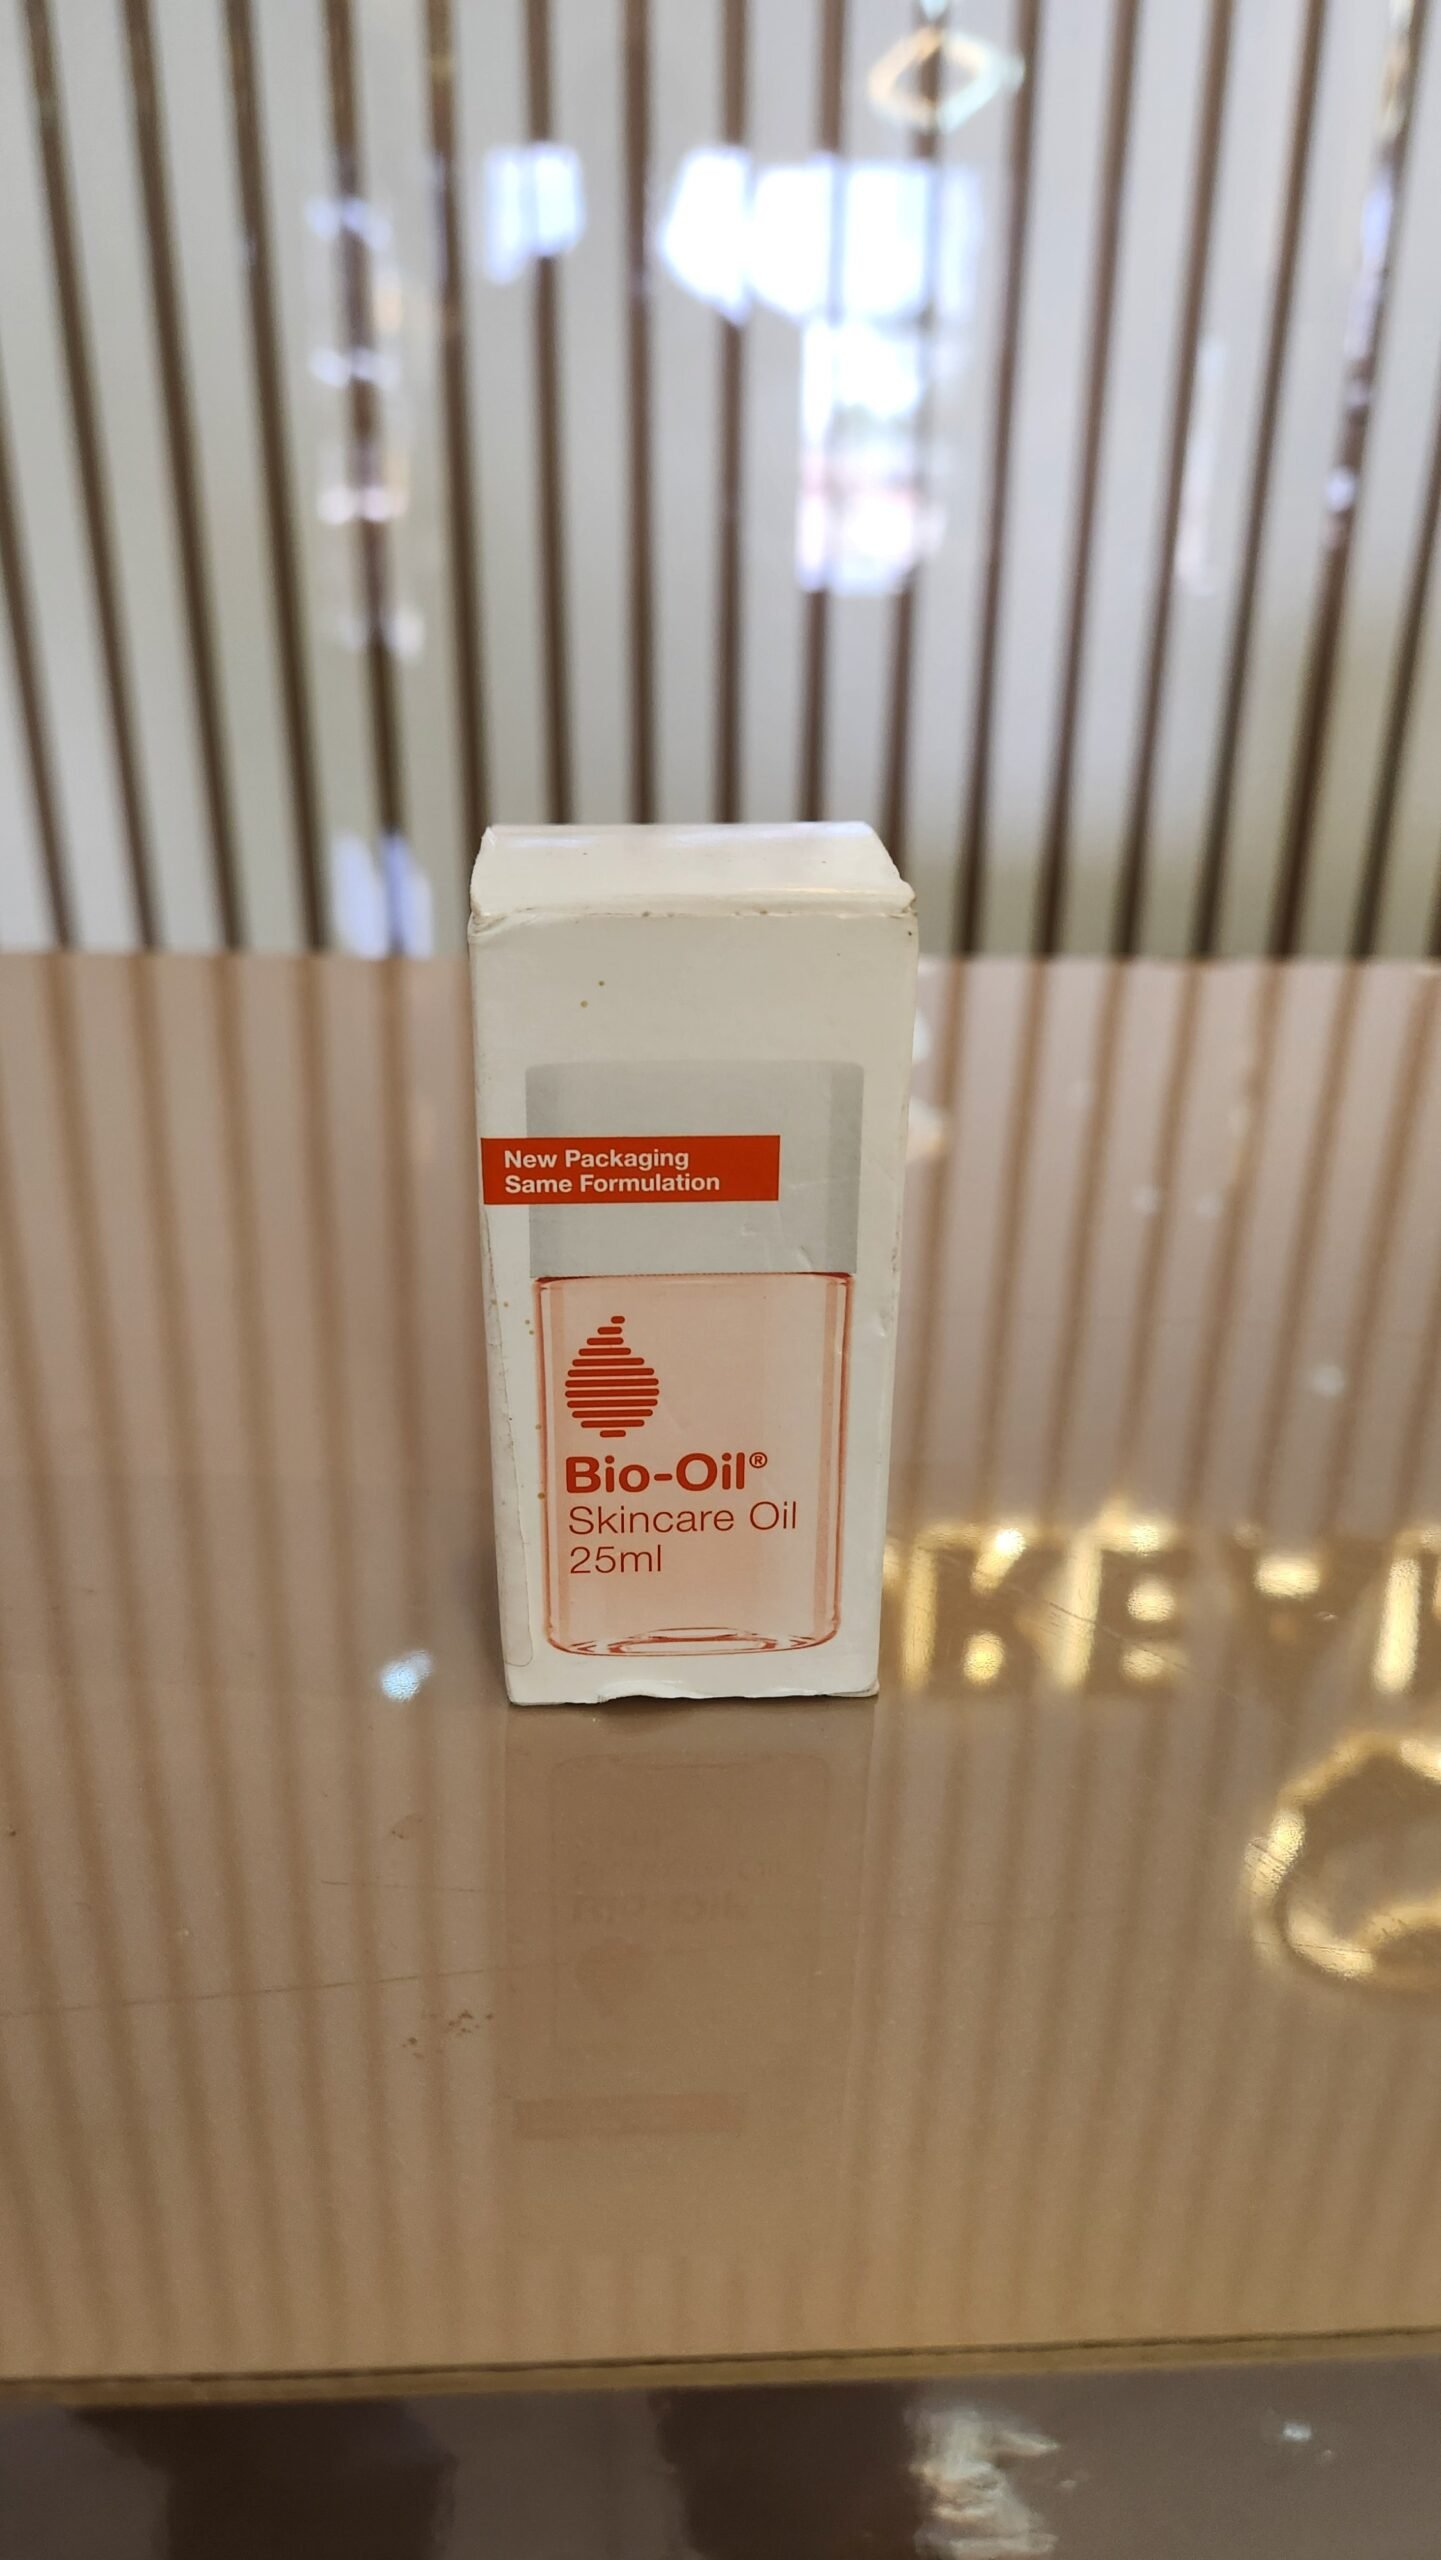 New Packaging
Same Formulation
Bio-Oil®
Skincare Oil
25ml